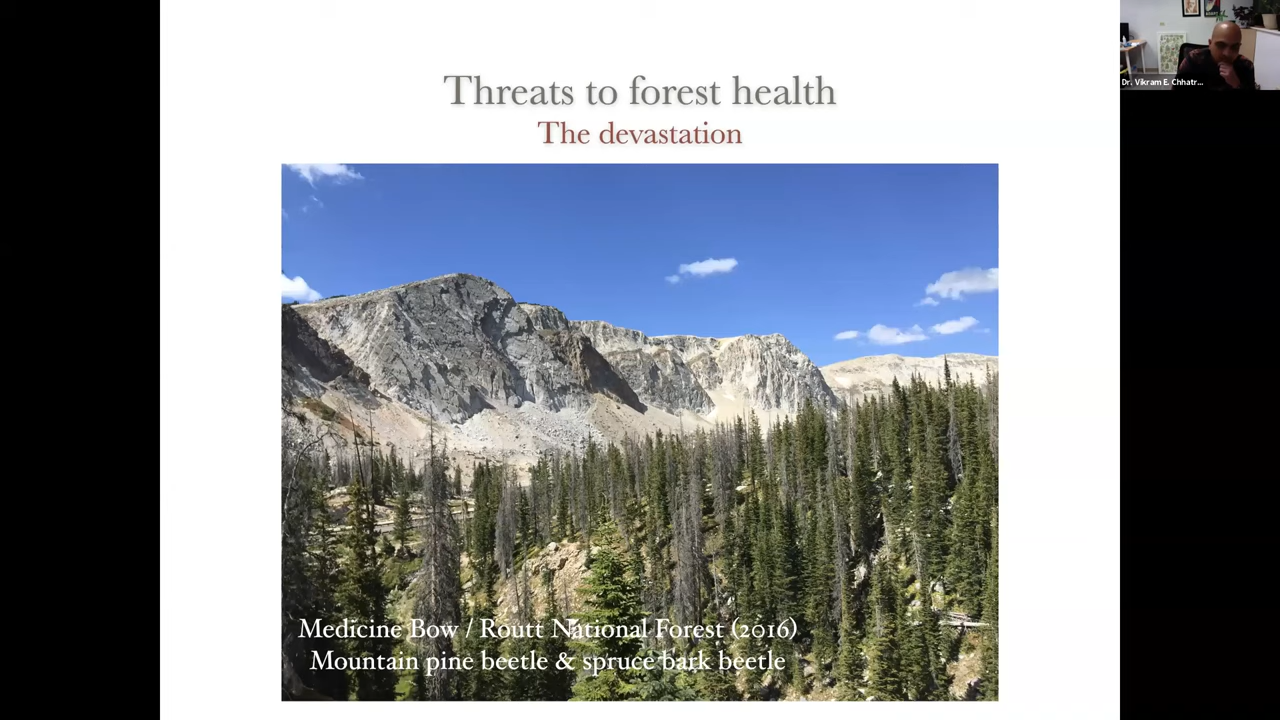 Threats to forest health
The devastation
Medicine Bow / Routt National Forest (2016)
Mountain pine beetle & spruce bark beetle
Dr. Vikram E. Chhatr...